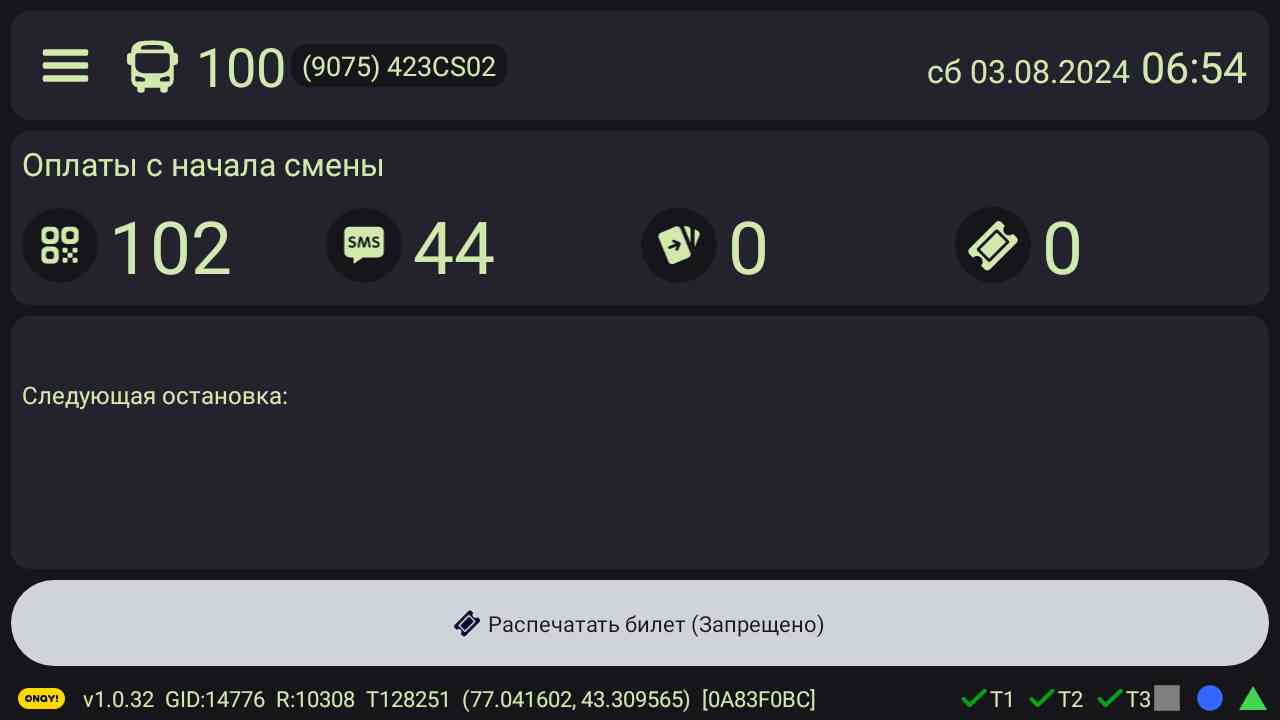 100 (9075) 423CS02 сб 03.08.2024 06:54
Оплаты с начала смены
102 SMS 44 0 0
Следующая остановка:
Распечатать билет (Запрещено)
ONAY! v1.0.32 GID:14776 R:10308 T128251 (77.041602, 43.309565) [0A83F0BC] T1 T2 T3